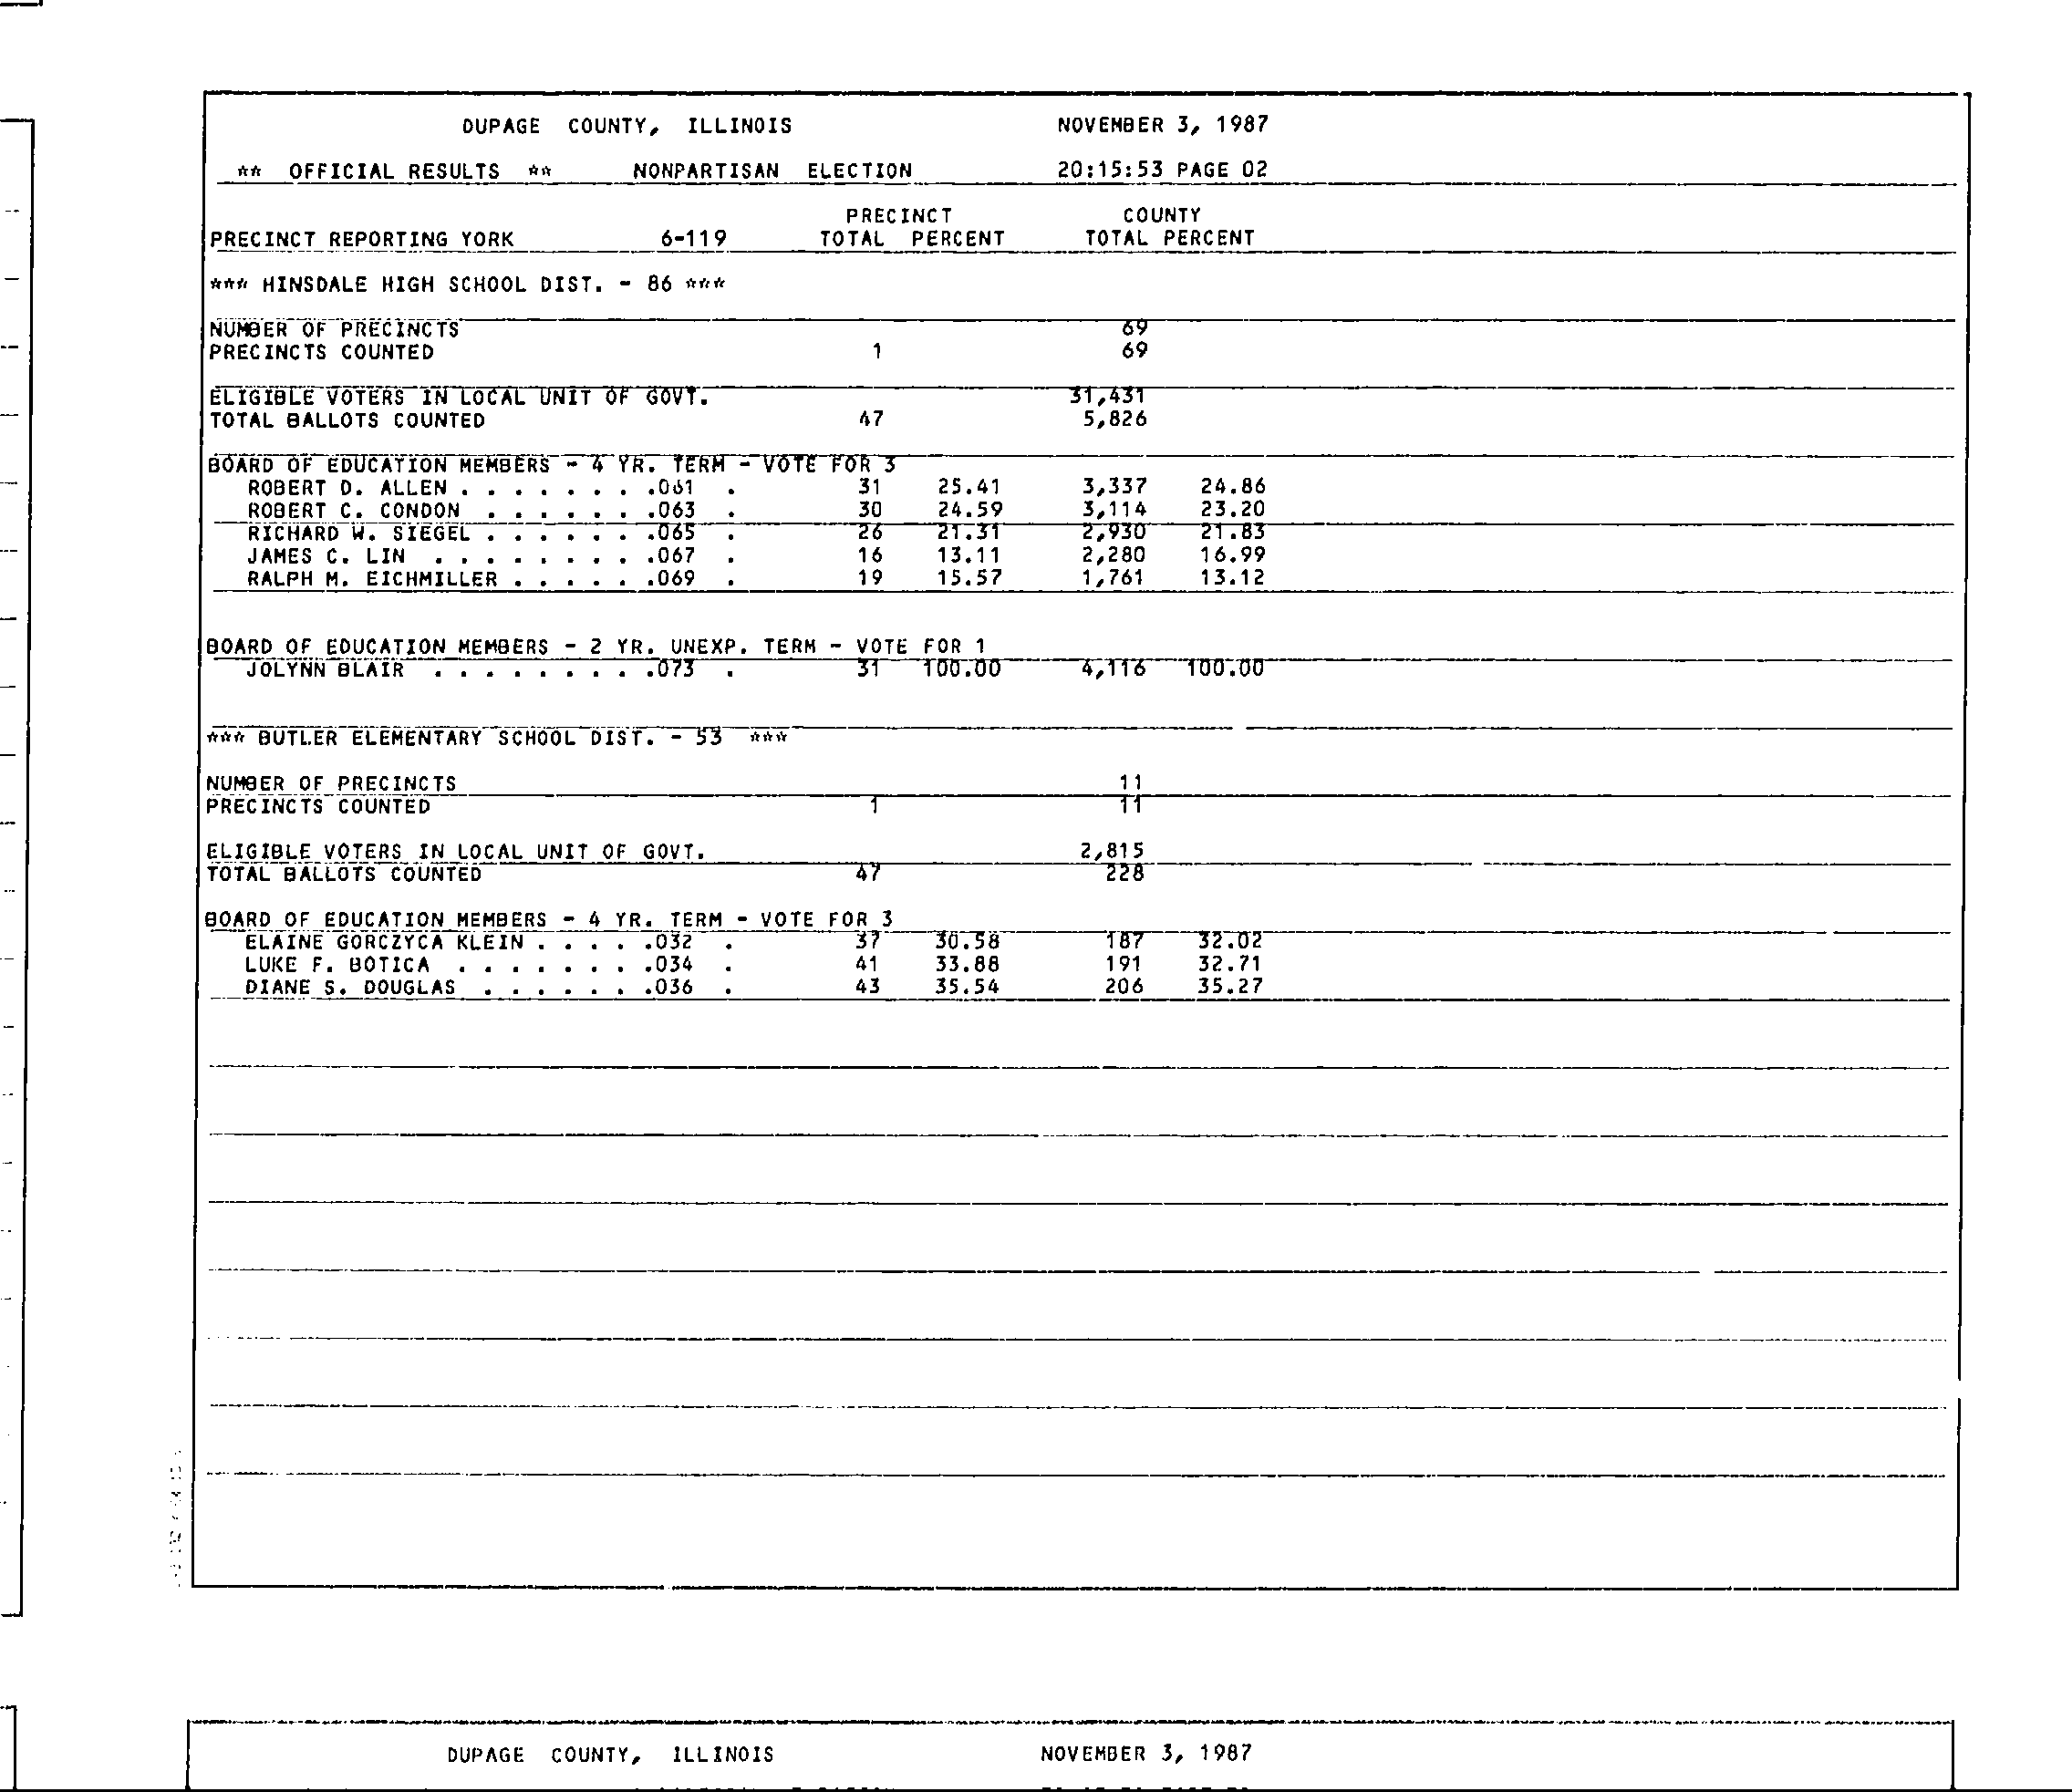 DUPAGE COUNTY, ILLINOIS NOVEMBER 3, 1987
** OFFICIAL RESULTS ** NONPARTISAN ELECTION 20:15:53 PAGE 02
PRECINCT COUNTY
PRECINCT REPORTING YORK 6-119 TOTAL PERCENT TOTAL PERCENT
*** HINSDALE HIGH SCHOOL DIST. - 86 ***
NUMBER OF PRECINCTS 69
PRECINCTS COUNTED 1 69
ELIGIBLE VOTERS IN LOCAL UNIT OF GOVT. 31,431
TOTAL BALLOTS COUNTED 47 5,826
BOARD OF EDUCATION MEMBERS - 4 YR. TERM - VOTE FOR 3
ROBERT D. ALLEN . . . . . . . .061 . 31 25.41 3,337 24.86
ROBERT C. CONDON . . . . . . .063 . 30 24.59 3,114 23.20
RICHARD W. SIEGEL . . . . . . .065 . 26 21.31 2,930 21.83
JAMES C. LIN . . . . . . . . .067 . 16 13.11 2,280 16.99
RALPH M. EICHMILLER . . . . . .069 . 19 15.57 1,761 13.12
BOARD OF EDUCATION MEMBERS - 2 YR. UNEXP. TERM - VOTE FOR 1
JOLYNN BLAIR . . . . . . . . .073 . 31 100.00 4,116 100.00
*** BUTLER ELEMENTARY SCHOOL DIST. - 53 ***
NUMBER OF PRECINCTS 11
PRECINCTS COUNTED 1 11
ELIGIBLE VOTERS IN LOCAL UNIT OF GOVT. 2,815
TOTAL BALLOTS COUNTED 47 228
BOARD OF EDUCATION MEMBERS - 4 YR. TERM - VOTE FOR 3
ELAINE GORCZYCA KLEIN . . . . .032 . 37 30.58 187 32.02
LUKE F. BOTICA . . . . . . . .034 . 41 33.88 191 32.71
DIANE S. DOUGLAS . . . . . . .036 . 43 35.54 206 35.27
DUPAGE COUNTY, ILLINOIS NOVEMBER 3, 1987